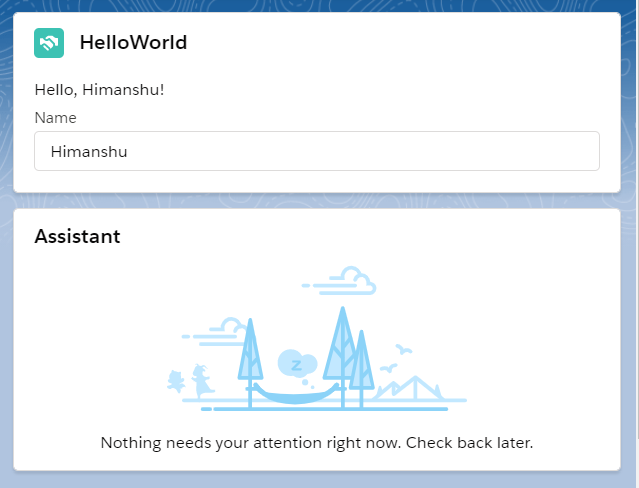 HelloWorld
Hello, Himanshu!
Name
Himanshu
Assistant
z
Nothing needs your attention right now. Check back later.